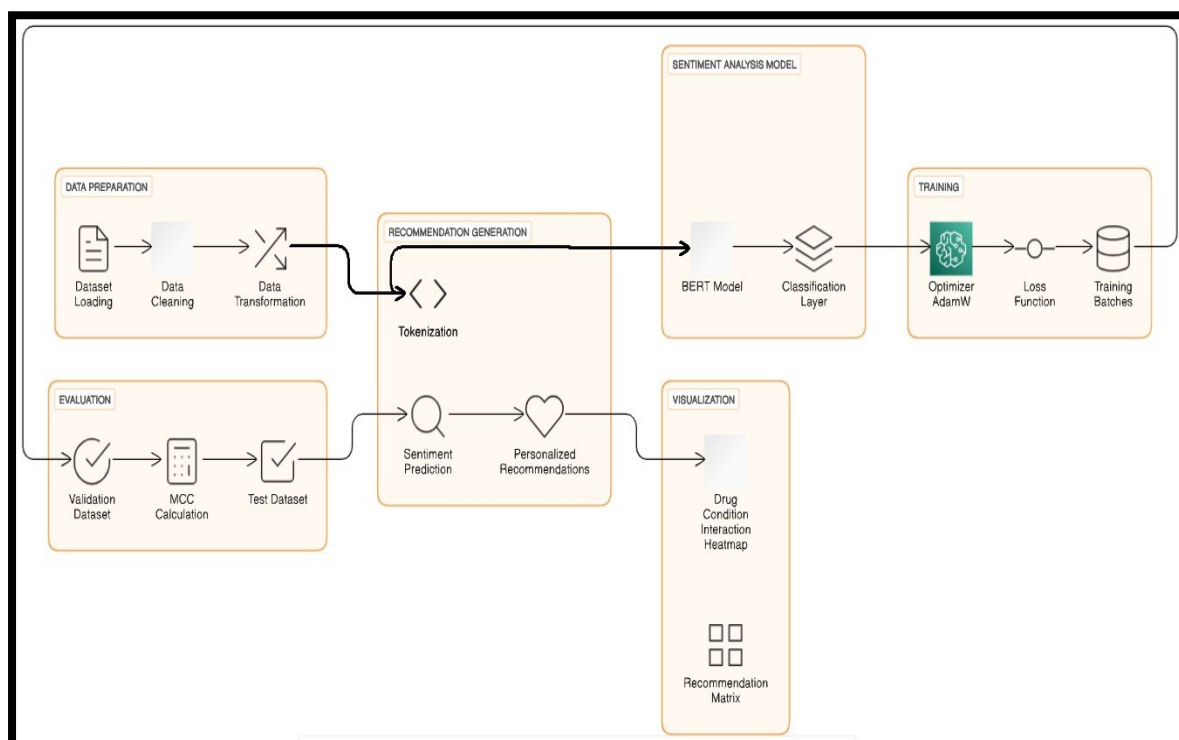 SENTIMENT ANALYSIS MODEL
DATA PREPARATION
TRAINING
RECOMMENDATION GENERATION
Dataset
Loading
Data
Cleaning
Data
Transformation
Tokenization
BERT Model
Classification
Layer
Optimizer
AdamW
Loss
Function
Training
Batches
EVALUATION
VISUALIZATION
Validation
Dataset
MCC
Calculation
Test Dataset
Sentiment
Prediction
Personalized
Recommendations
Drug
Condition
Interaction
Heatmap
Recommendation
Matrix